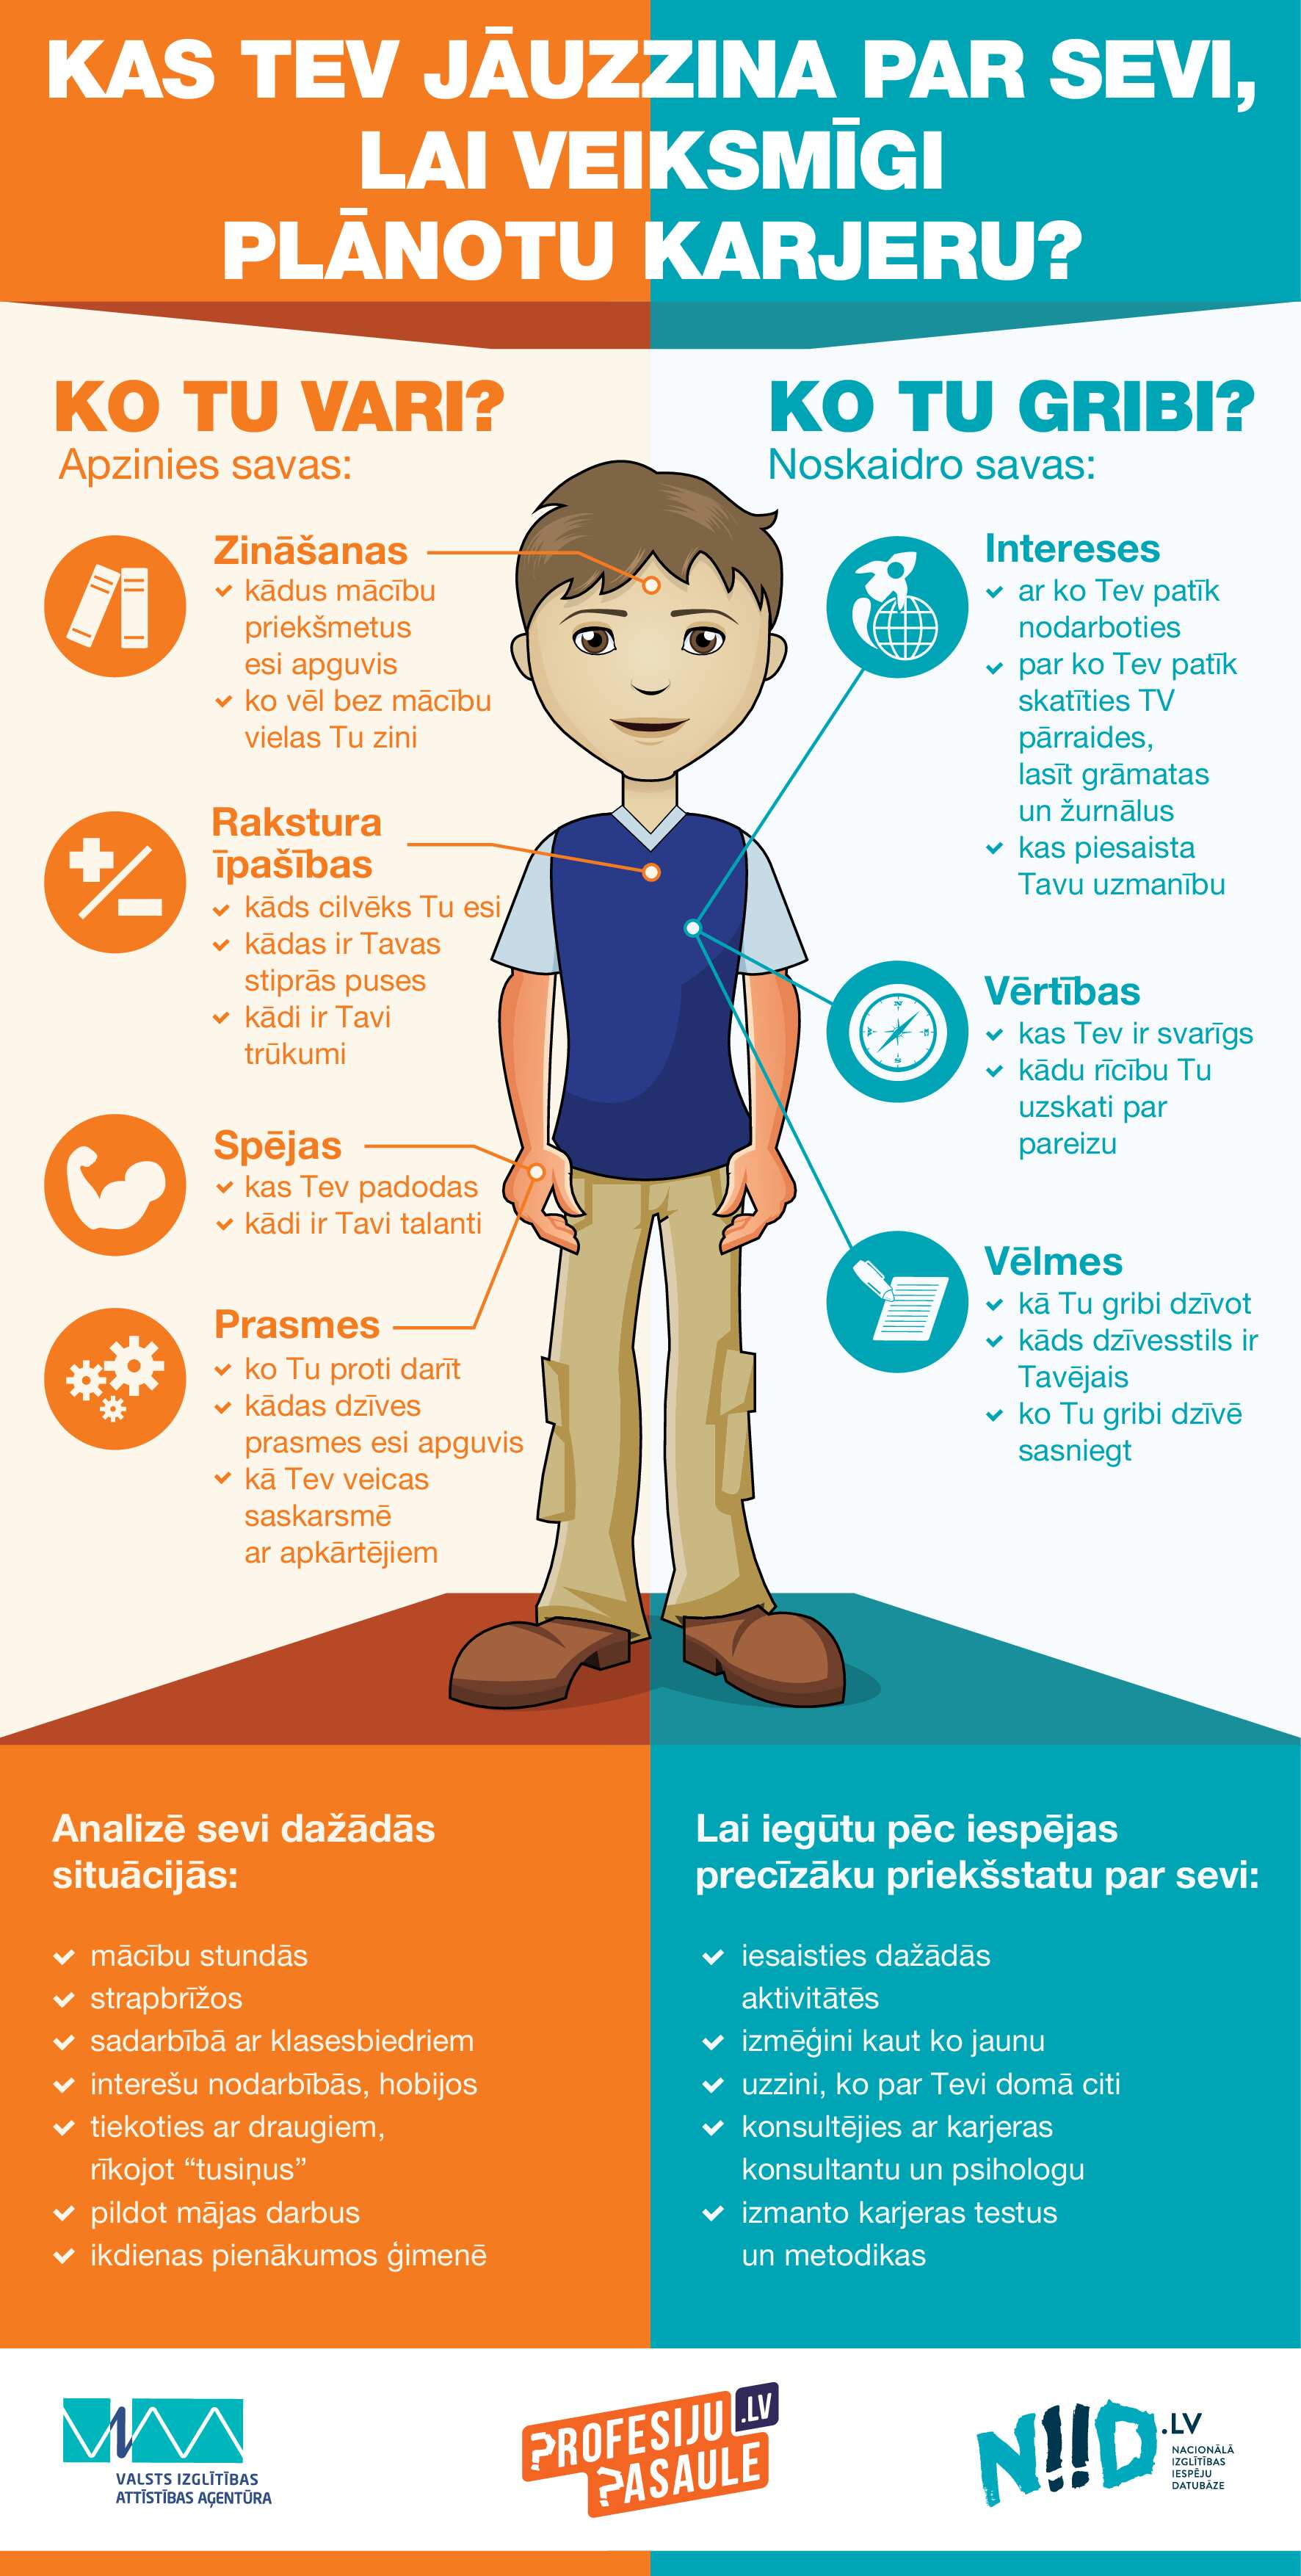 KAS TEV JĀUZZINA PAR SEVI,
LAI VEIKSMĪGI
PLĀNOTU KARJERU?
KO TU VARI?
Apzinies savas:
Zināšanas
kādus mācību
priekšmetus
esi apguvis
ko vēl bez mācību
vielas Tu zini
Rakstura
īpašības
kāds cilvēks Tu esi
kādas ir Tavas
stiprās puses
kādi ir Tavi
trūkumi
Spējas
kas Tev padodas
kādi ir Tavi talanti
Prasmes
ko Tu proti darīt
kādas dzīves
prasmes esi apguvis
kā Tev veicas
saskarsmē
ar apkārtējiem
KO TU GRIBI?
Noskaidro savas:
Intereses
ar ko Tev patīk
nodarboties
par ko Tev patīk
skatīties TV
pārraides,
lasīt grāmatas
un žurnālus
kas piesaista
Tavu uzmanību
Vērtības
kas Tev ir svarīgs
kādu rīcību Tu
uzskati par
pareizu
Vēlmes
kā Tu gribi dzīvot
kāds dzīvesstils ir
Tavējais
ko Tu gribi dzīvē
sasniegt
Analizē sevi dažādās
situācijās:
mācību stundās
strapbrīžos
sadarbībā ar klasesbiedriem
interešu nodarbībās, hobijos
tiekoties ar draugiem,
rīkojot “tusiņus”
pildot mājas darbus
ikdienas pienākumos ģimenē
Lai iegūtu pēc iespējas
precīzāku priekšstatu par sevi:
iesaisties dažādās
aktivitātēs
izmēģini kaut ko jaunu
uzzini, ko par Tevi domā citi
konsultējies ar karjeras
konsultantu un psihologu
izmanto karjeras testus
un metodikas
VALSTS IZGLĪTĪBAS
ATTĪSTĪBAS AĢENTŪRA
PROFESIJU.LV
PASAULE
NIID.LV
NACIONĀLĀ
IZGLĪTĪBAS
IESPĒJU
DATUBĀZE